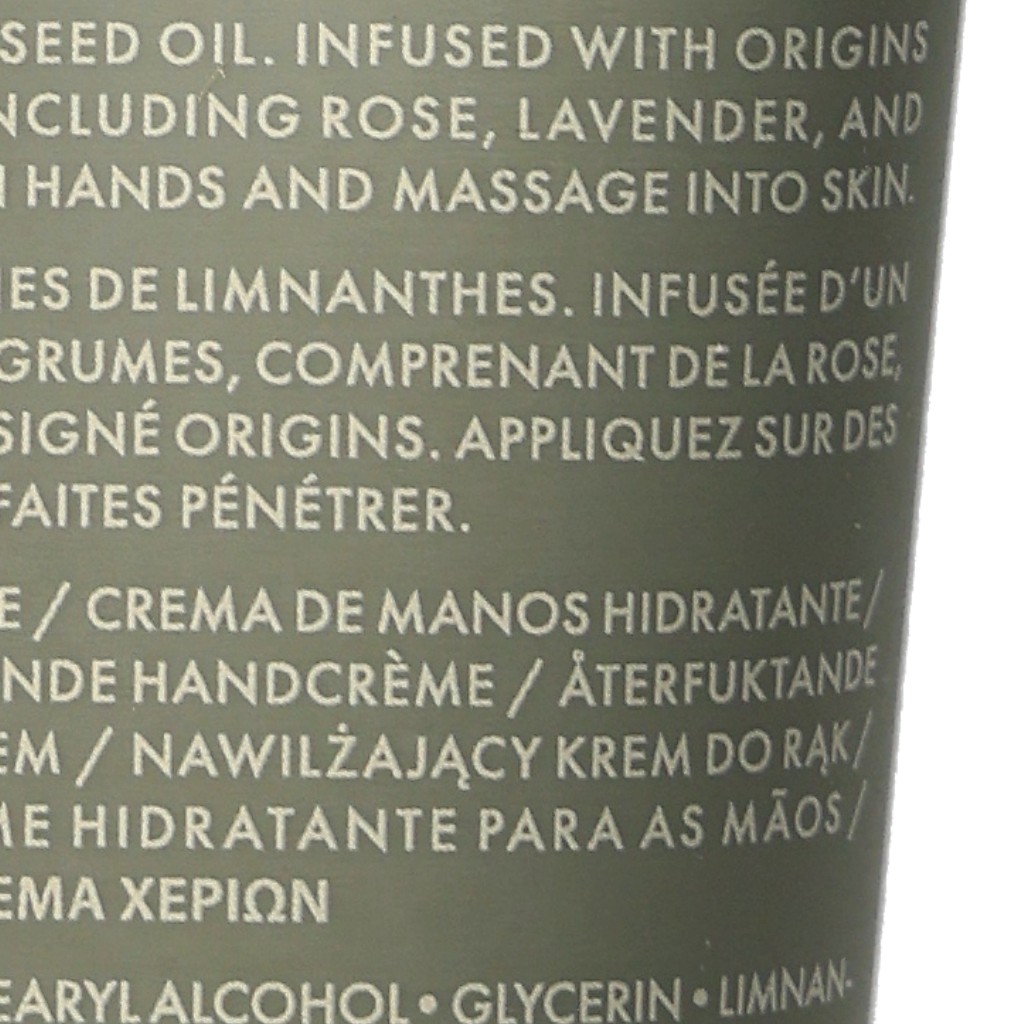 SEED OIL. INFUSED WITH ORIGINS
NCLUDING ROSE, LAVENDER, AND
HANDS AND MASSAGE INTO SKIN.
IES DE LIMNANTHES. INFUSÉE D'UN
GRUMES, COMPRENANT DE LA ROSE,
SIGNÉ ORIGINS. APPLIQUEZ SUR DES
FAITES PÉNÉTRER.
E / CREMA DE MANOS HIDRATANTE/
NDE HANDCRÈME / ÅTERFUKTANDE
EM / NAWILŻAJĄCY KREM DO RĄK/
ME HIDRATANTE PARA AS MÃOS/
EMA ΧΕΡΙΩΝ
EARYL ALCOHOL • GLYCERIN • LIMNAN-